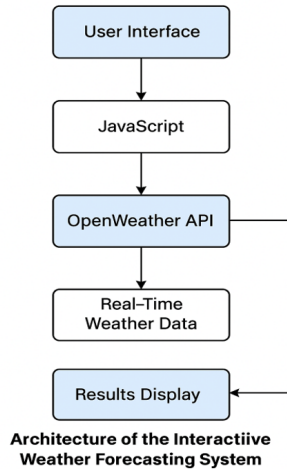 User Interface
JavaScript
OpenWeather API
Real-Time
Weather Data
Results Display
Architecture of the Interactiive
Weather Forecasting System